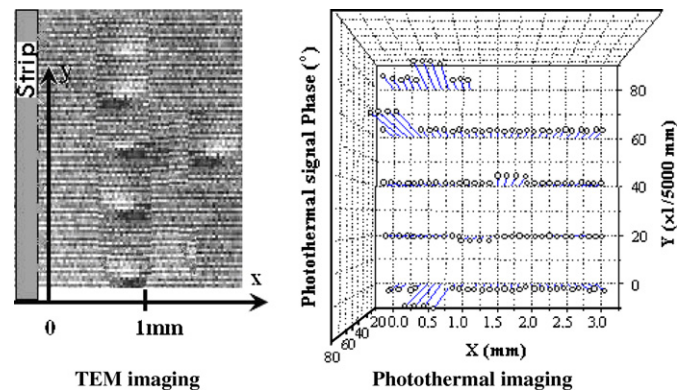 Strip
y
x
0
1mm
TEM imaging
Photothermal signal Phase (°)
80
60
40
20
0
Y (×1/5000 mm)
80
60
40
20
0.0
0.5
1.0
1.5
2.0
2.5
3.0
X (mm)
Photothermal imaging